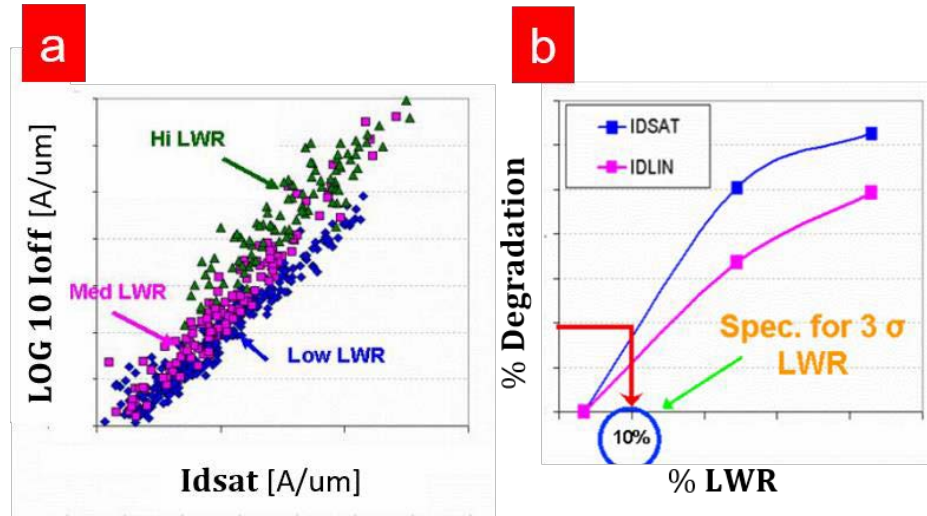 a
LOG 10 Ioff [A/um]
Hi LWR
Med LWR
Low LWR
Idsat [A/um]
b
% Degradation
IDSAT
IDLIN
Spec. for 3 σ
LWR
10%
% LWR